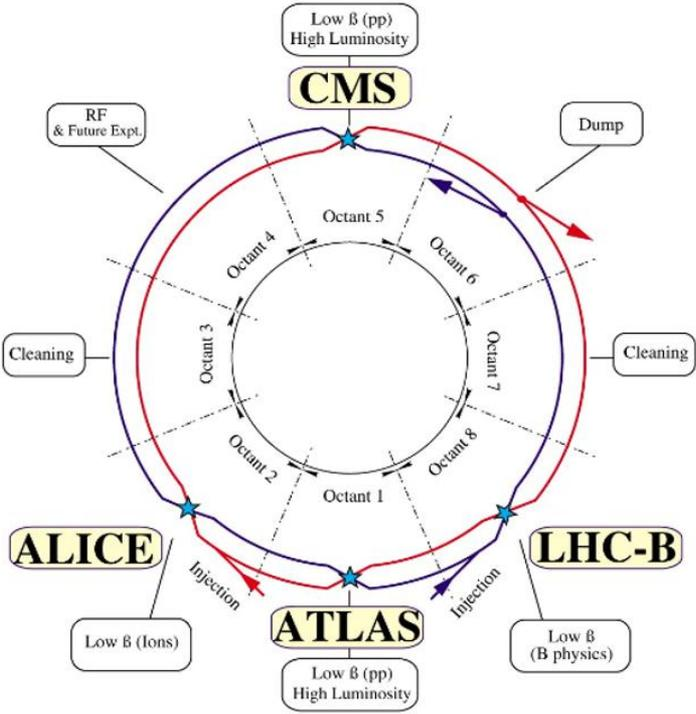 Low ß (pp)
High Luminosity
CMS
RF
& Future Expt.
Dump
Octant 5
Octant 4
Octant 6
Cleaning
Octant 3
Octant 7
Cleaning
Octant 2
Octant 8
Octant 1
ALICE
LHC-B
Injection
Injection
ATLAS
Low ß (Ions)
Low ß
(B physics)
Low ß (pp)
High Luminosity